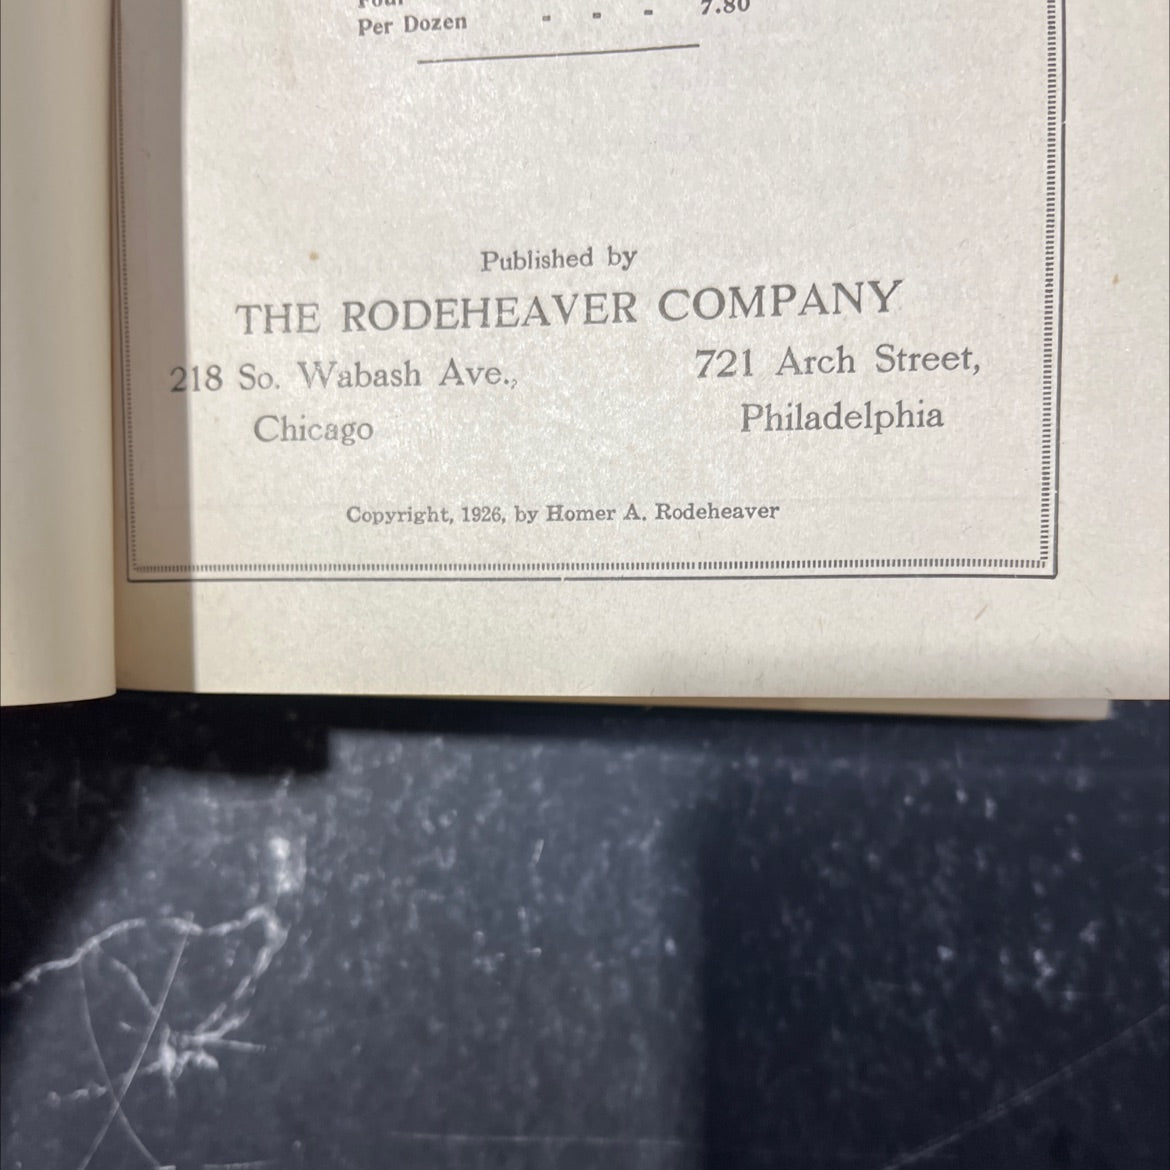 Four
Per Dozen - - - 7.80
Published by
THE RODEHEAVER COMPANY
218 So. Wabash Ave., 721 Arch Street,
Chicago Philadelphia
Copyright, 1926, by Homer A. Rodeheaver